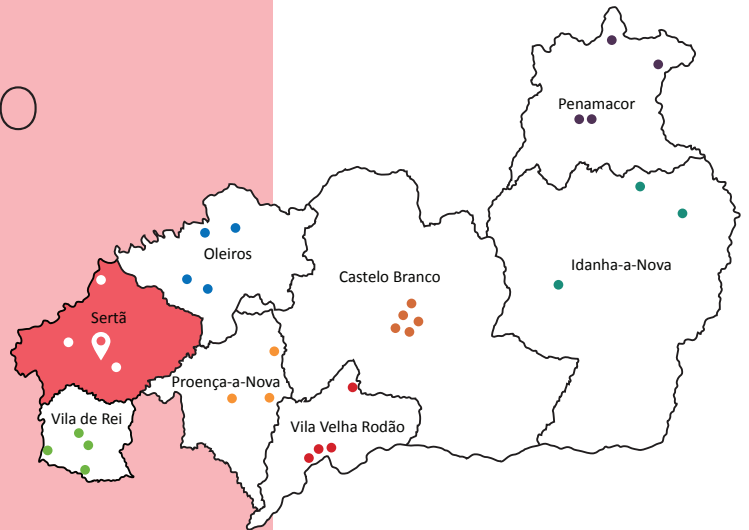 O
Penamacor
Oleiros
Castelo Branco
Idanha-a-Nova
Sertã
Proença-a-Nova
Vila de Rei
Vila Velha Rodão